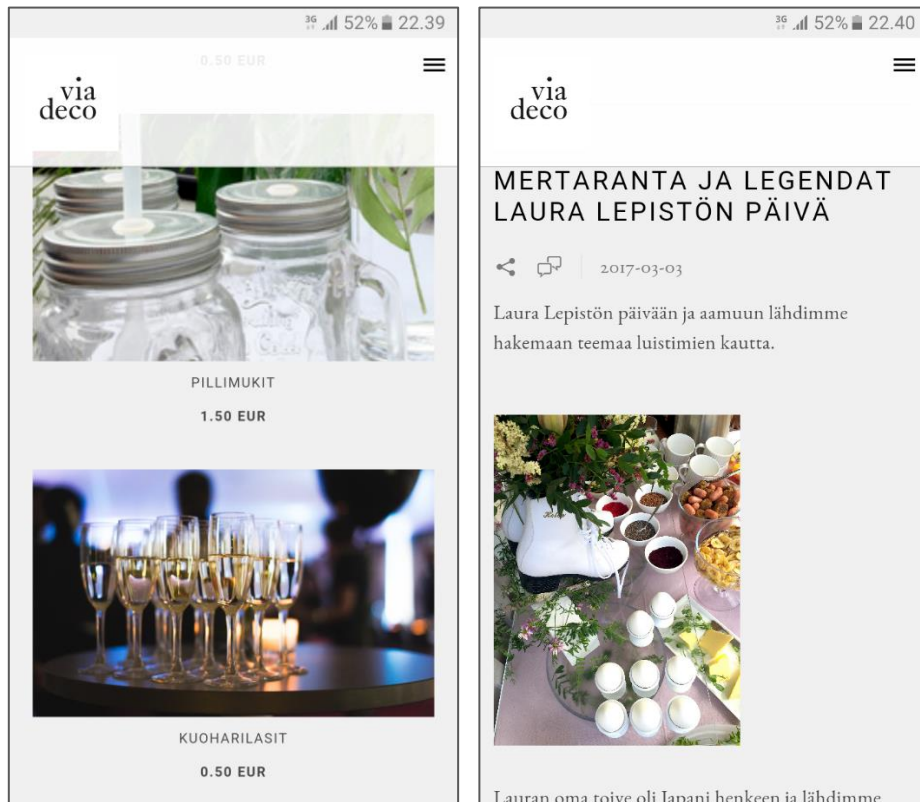 3G 52% 22.39
0.50 EUR
via
deco
PILLIMUKIT
1.50 EUR
KUOHARILASIT
0.50 EUR
3G 52% 22.40
via
deco
MERTARANTA JA LEGENDAT
LAURA LEPISTÖN PÄIVÄ
2017-03-03
Laura Lepistön päivään ja aamuun lähdimme
hakemaan teemaa luistimien kautta.
Lauran oma toive oli Japani henkeen ja lähdimme